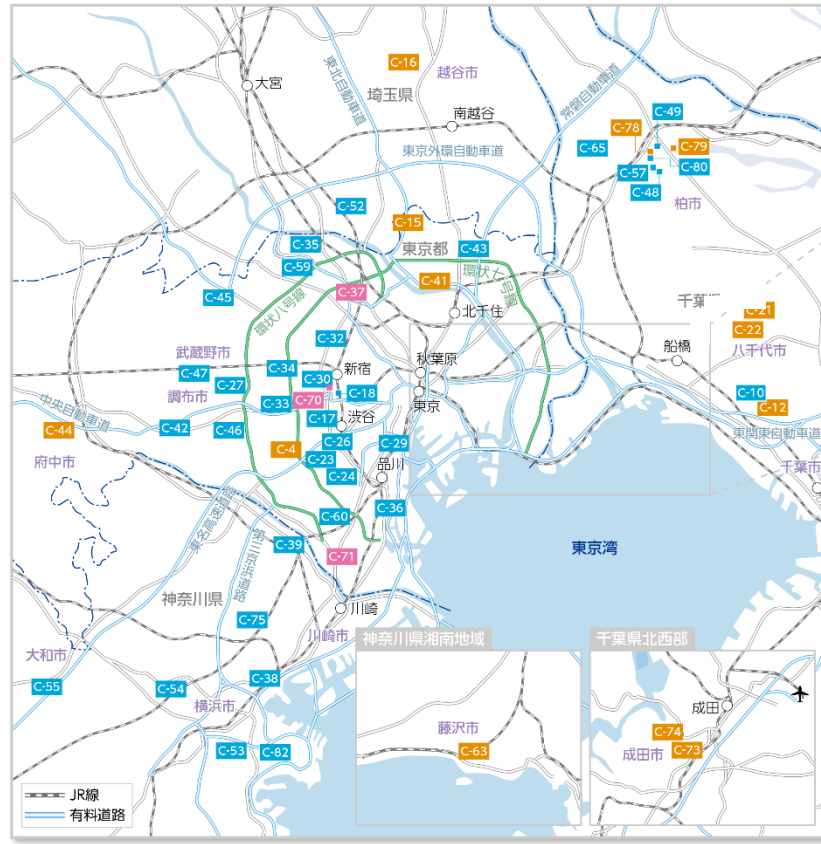 C-16
越谷市
大宮
東北自動車道
埼玉県
常磐自動車道
南越谷
C-49
C-78
C-65
C-79
東京外環自動車道
C-57
C-80
C-48
柏市
C-52
C-15
C-35
東京都
C-43
C-59
環状七号線
C-41
C-37
C-45
環状八号線
北千住
C-21
C-22
C-32
武蔵野市
秋葉原
船橋
八千代市
C-47
C-34
新宿
C-30
C-27
C-18
C-10
調布市
C-33
C-70
東京
C-12
中央自動車道
C-17
渋谷
C-44
C-42
C-46
C-26
C-29
東関東自動車道
C-4
C-23
府中市
品川
千葉市
C-24
東名高速道路
C-36
C-60
第三京浜道路
C-39
C-71
東京湾
神奈川県
川崎
C-75
川崎市
神奈川県湘南地域
千葉県北西部
大和市
C-55
C-54
C-38
横浜市
成田
藤沢市
C-74
C-53
C-82
C-63
成田市
C-73
JR線
有料道路